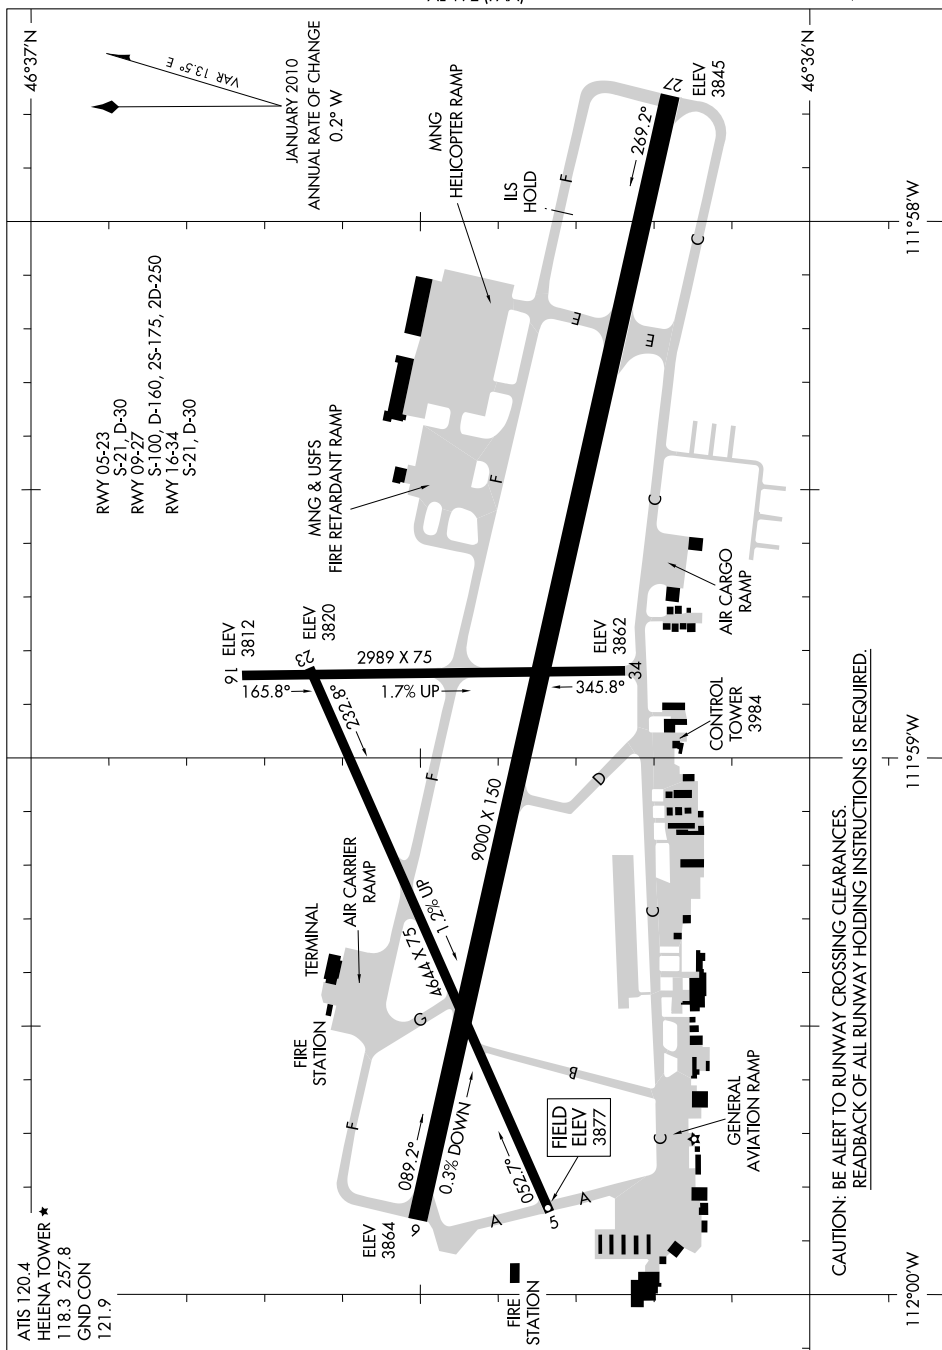 46°37'N
VAR 13.5° E
JANUARY 2010
ANNUAL RATE OF CHANGE
0.2° W
46°36'N
27
ELEV
3845
269.2°
MNG
HELICOPTER RAMP
ILS
HOLD
F
C
111°58'W
RWY 05-23
S-21, D-30
RWY 09-27
S-100, D-160, 2S-175, 2D-250
RWY 16-34
S-21, D-30
E
E
MNG & USFS
FIRE RETARDANT RAMP
F
C
AIR CARGO
RAMP
16
ELEV
3812
23
ELEV
3820
2989 X 75
ELEV
3862
34
165.8°
1.7% UP
345.8°
232.8°
CONTROL
TOWER
3984
111°59'W
F
D
9000 X 150
TERMINAL
AIR CARRIER
RAMP
1.2% UP
4644 X 75
C
FIRE
STATION
G
B
FIELD
ELEV
3877
GENERAL
AVIATION RAMP
C
F
089.2°
0.3% DOWN
052.7°
A
A
5
9
ELEV
3864
FIRE
STATION
112°00'W
ATIS 120.4
HELENA TOWER
118.3 257.8
GND CON
121.9
CAUTION: BE ALERT TO RUNWAY CROSSING CLEARANCES.
READBACK OF ALL RUNWAY HOLDING INSTRUCTIONS IS REQUIRED.